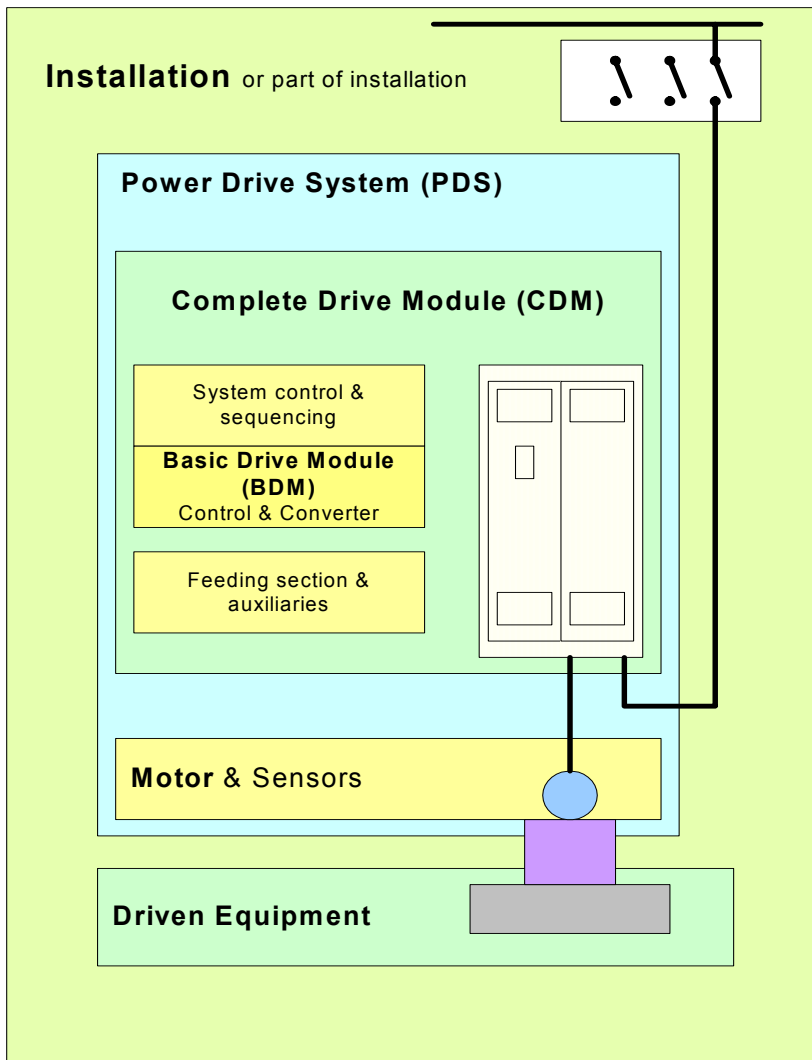 Installation or part of installation
Power Drive System (PDS)
Complete Drive Module (CDM)
System control &
sequencing
Basic Drive Module
(BDM)
Control & Converter
Feeding section &
auxiliaries
Motor & Sensors
Driven Equipment